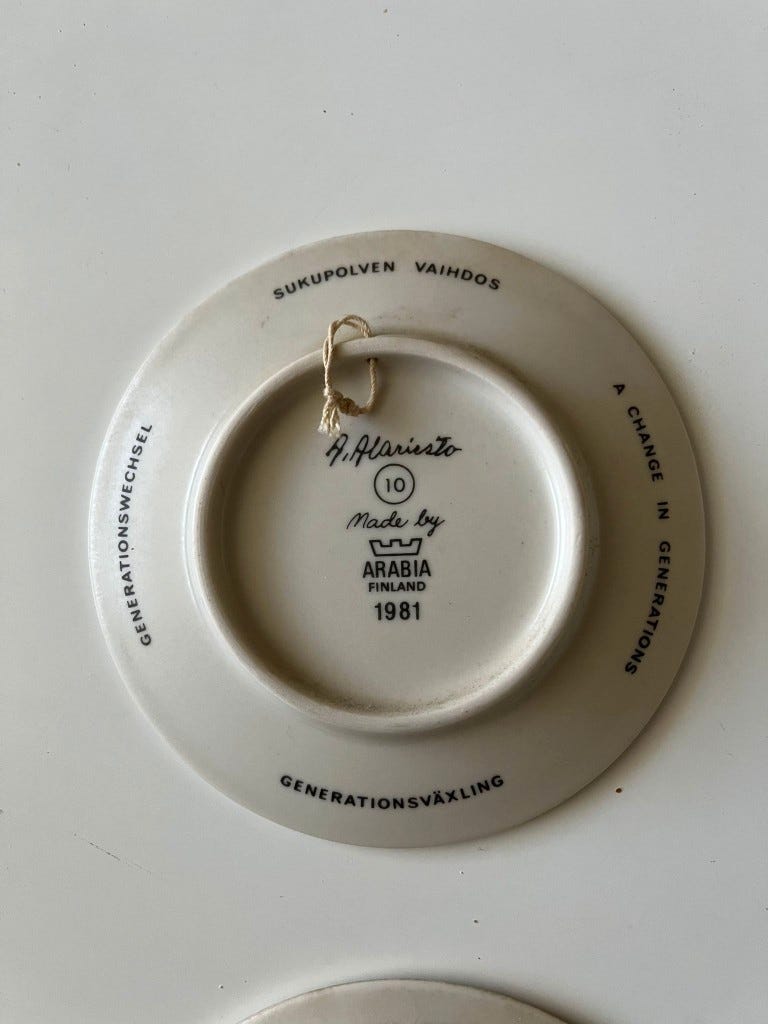 SUKUPOLVEN VAIHDOS
A CHANGE IN GENERATIONS
GENERATIONSWECHSEL
GENERATIONSVÄXLING
A. Alariesto
10
Made by
ARABIA
FINLAND
1981